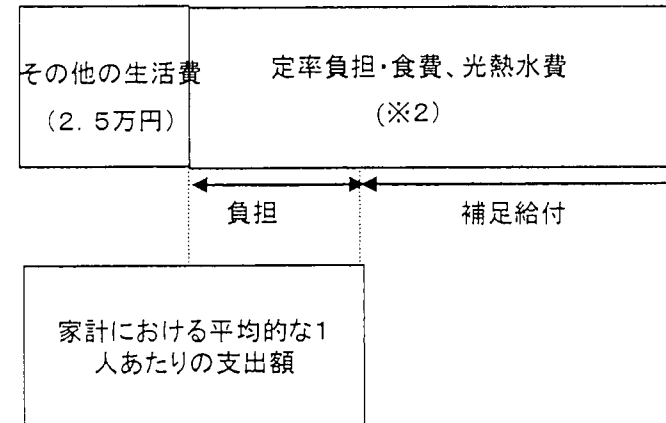 その他の生活費
（２．５万円）
定率負担・食費、光熱水費
(※2)
負担
補足給付
家計における平均的な1
人あたりの支出額